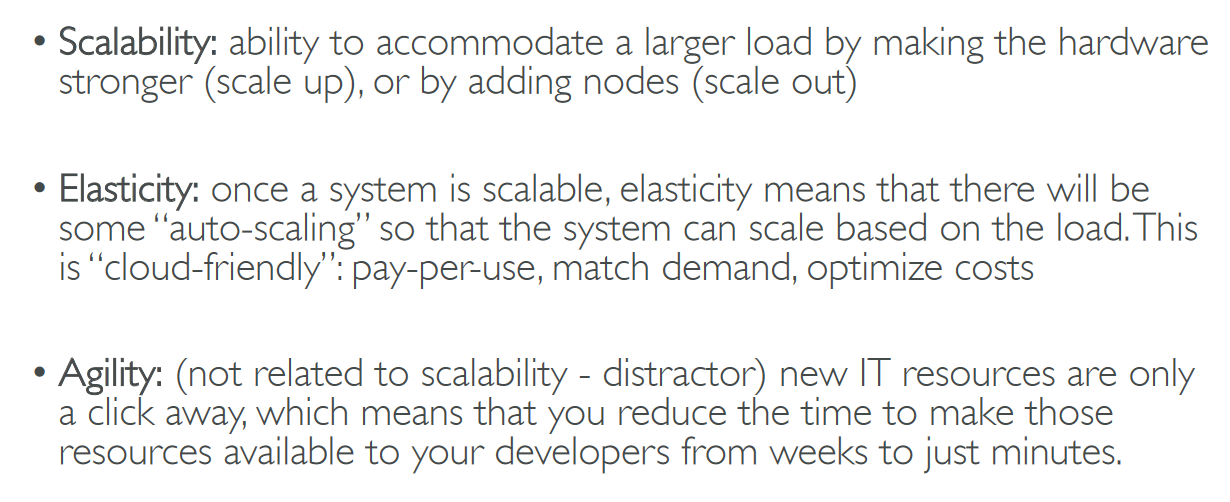 • Scalability: ability to accommodate a larger load by making the hardware
stronger (scale up), or by adding nodes (scale out)
• Elasticity: once a system is scalable, elasticity means that there will be
some “auto-scaling” so that the system can scale based on the load. This
is “cloud-friendly”: pay-per-use, match demand, optimize costs
• Agility: (not related to scalability - distractor) new IT resources are only
a click away, which means that you reduce the time to make those
resources available to your developers from weeks to just minutes.